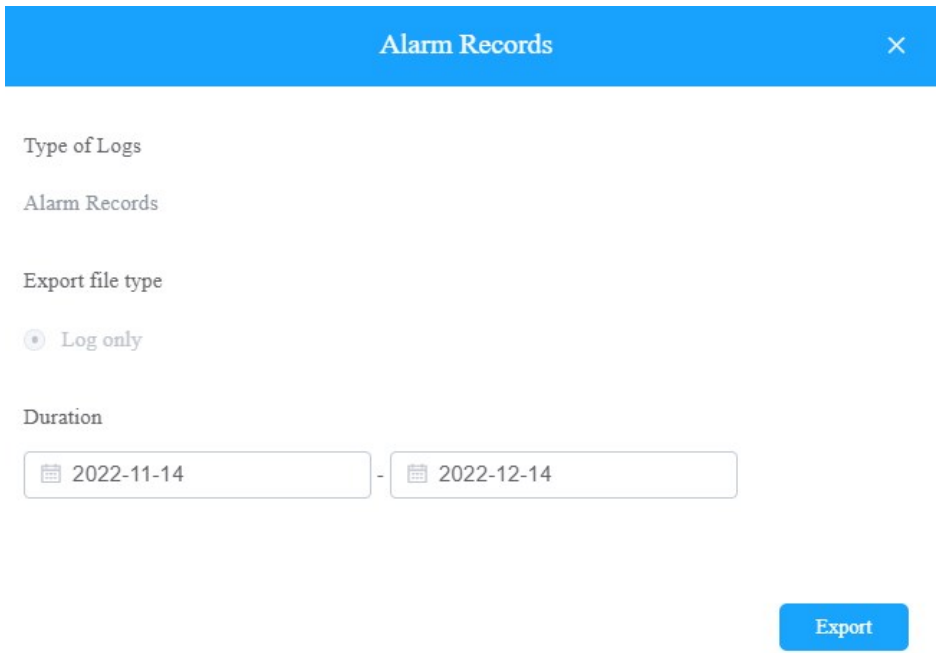 Alarm Records
Type of Logs
Alarm Records
Export file type
Log only
Duration
2022-11-14 - 2022-12-14
Export